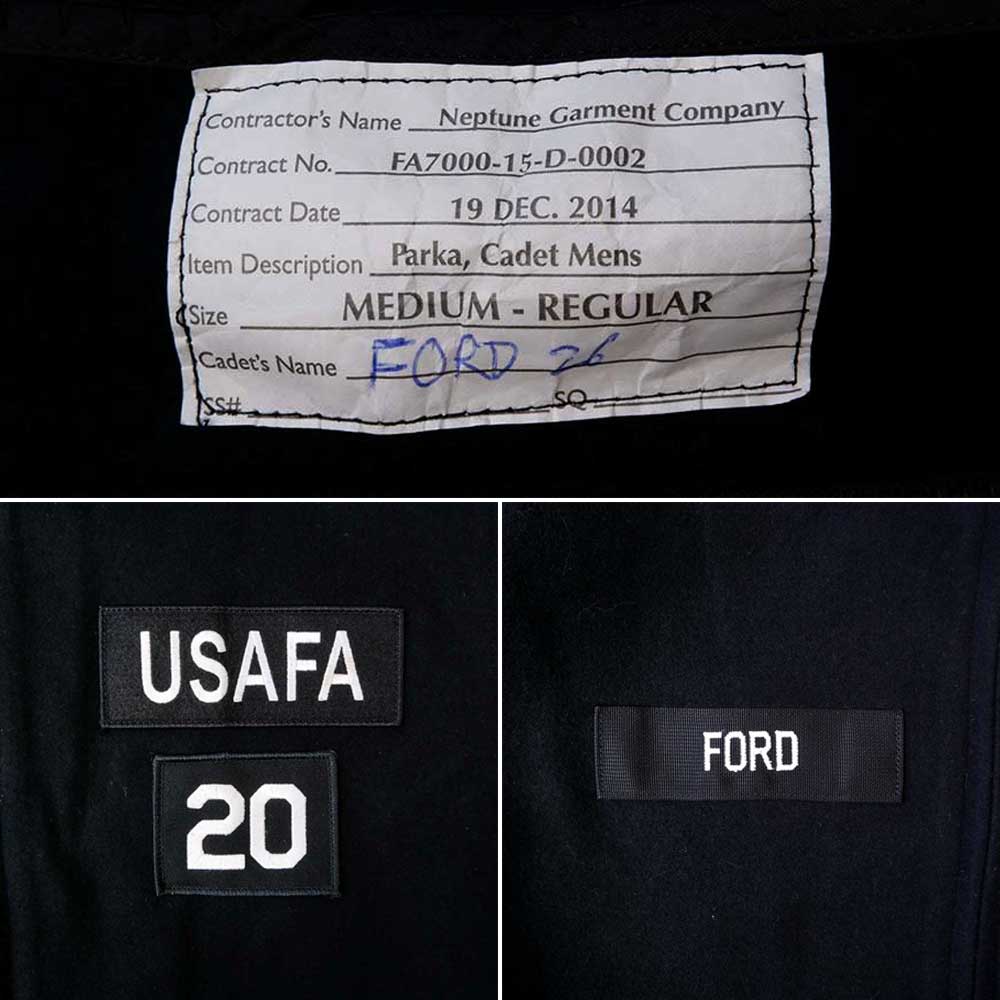 Contractor's Name Neptune Garment Company
Contract No. FA7000-15-D-0002
Contract Date 19 DEC. 2014
Item Description Parka, Cadet Mens
Size MEDIUM - REGULAR
Cadet's Name FORD 26
SS# SQ
USAFA
20
FORD